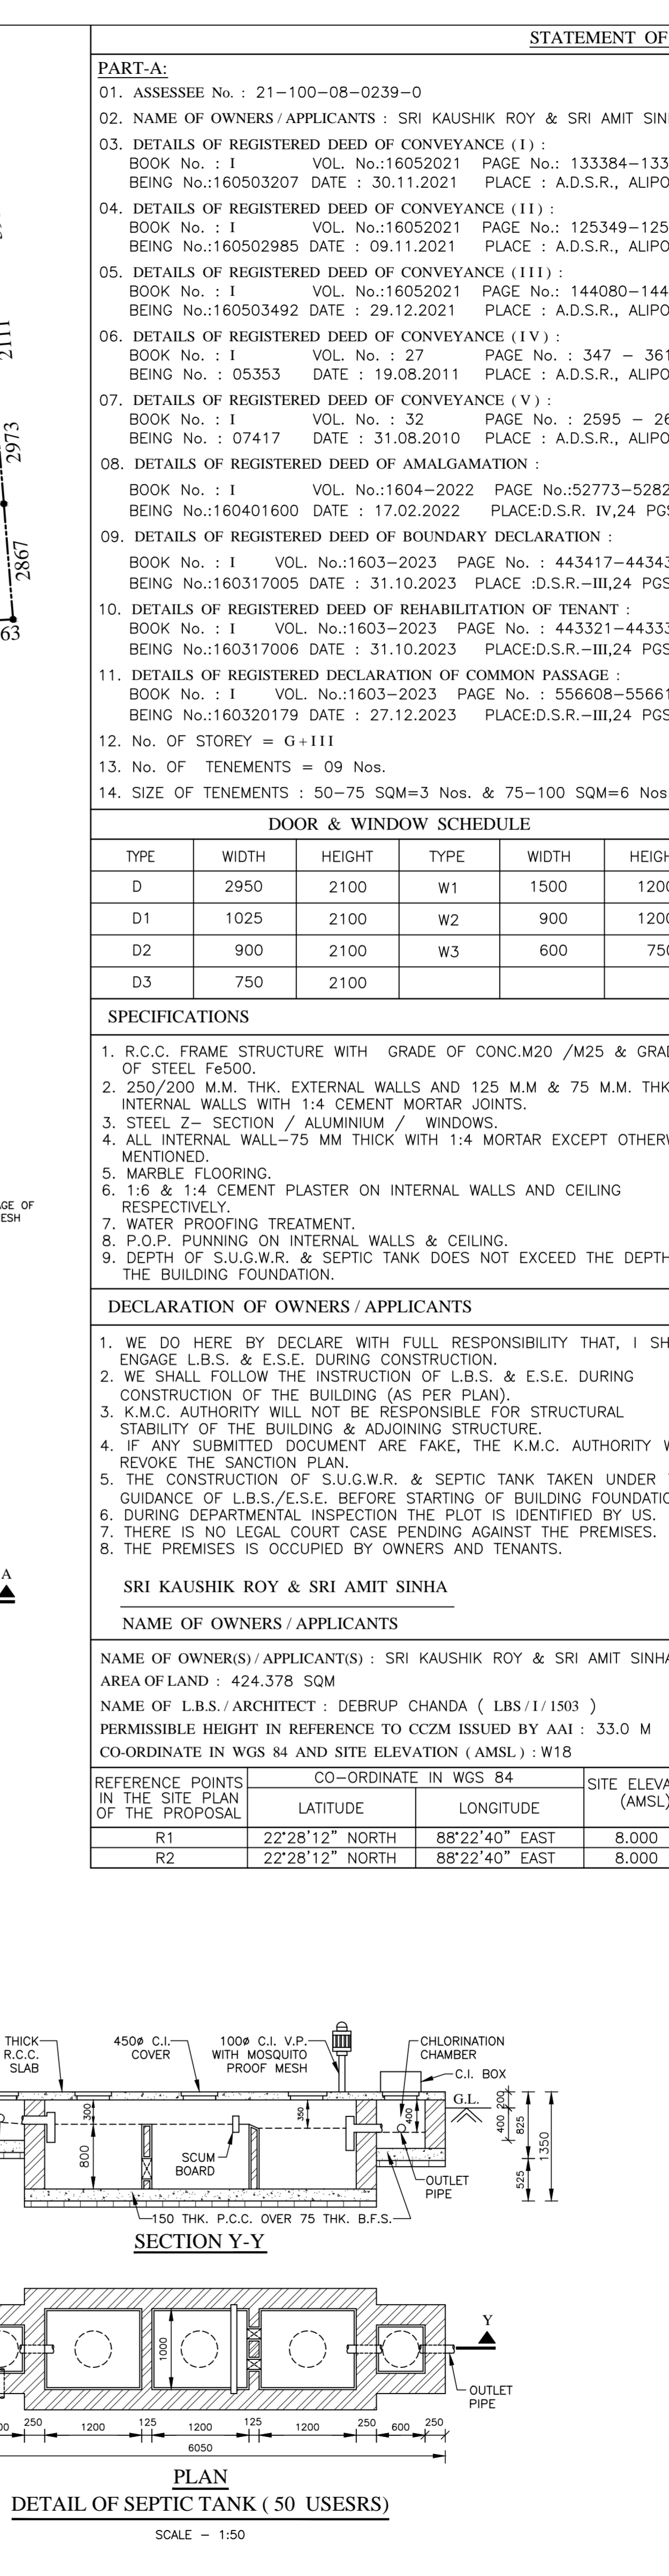 STATEMENT OF
PART-A:
01. ASSESSEE No. : 21-100-08-0239-0
02. NAME OF OWNERS / APPLICANTS : SRI KAUSHIK ROY & SRI AMIT SIN
03. DETAILS OF REGISTERED DEED OF CONVEYANCE (I) :
BOOK No. : I VOL. No.:16052021 PAGE No.: 133384-133
BEING No.:160503207 DATE : 30.11.2021 PLACE : A.D.S.R., ALIPO
04. DETAILS OF REGISTERED DEED OF CONVEYANCE (II) :
BOOK No. : I VOL. No.:16052021 PAGE No.: 125349-125
BEING No.:160502985 DATE : 09.11.2021 PLACE : A.D.S.R., ALIPO
05. DETAILS OF REGISTERED DEED OF CONVEYANCE (III) :
BOOK No. : I VOL. No.:16052021 PAGE No.: 144080-144
BEING No.:160503492 DATE : 29.12.2021 PLACE : A.D.S.R., ALIPO
06. DETAILS OF REGISTERED DEED OF CONVEYANCE (IV) :
BOOK No. : I VOL. No. : 27 PAGE No. : 347 - 361
BEING No. : 05353 DATE : 19.08.2011 PLACE : A.D.S.R., ALIPO
07. DETAILS OF REGISTERED DEED OF CONVEYANCE (V) :
BOOK No. : I VOL. No. : 32 PAGE No. : 2595 - 26
BEING No. : 07417 DATE : 31.08.2010 PLACE : A.D.S.R., ALIPO
08. DETAILS OF REGISTERED DEED OF AMALGAMATION :
BOOK No. : I VOL. No.:1604-2022 PAGE No.:52773-5282
BEING No.:160401600 DATE : 17.02.2022 PLACE:D.S.R. IV,24 PGS
09. DETAILS OF REGISTERED DEED OF BOUNDARY DECLARATION :
BOOK No. : I VOL. No.:1603-2023 PAGE No. : 443417-44343
BEING No.:160317005 DATE : 31.10.2023 PLACE :D.S.R.-III,24 PGS
10. DETAILS OF REGISTERED DEED OF REHABILITATION OF TENANT :
BOOK No. : I VOL. No.:1603-2023 PAGE No. : 443321-44333
BEING No.:160317006 DATE : 31.10.2023 PLACE:D.S.R.-III,24 PGS
11. DETAILS OF REGISTERED DECLARATION OF COMMON PASSAGE :
BOOK No. : I VOL. No.:1603-2023 PAGE No. : 556608-55661
BEING No.:160320179 DATE : 27.12.2023 PLACE:D.S.R.-III,24 PGS
12. No. OF STOREY = G+III
13. No. OF TENEMENTS = 09 Nos.
14. SIZE OF TENEMENTS : 50-75 SQM=3 Nos. & 75-100 SQM=6 Nos.
2111
2973
2867
63
DOOR & WINDOW SCHEDULE
TYPE WIDTH HEIGHT TYPE WIDTH HEIGH
D 2950 2100 W1 1500 1200
D1 1025 2100 W2 900 1200
D2 900 2100 W3 600 750
D3 750 2100
SPECIFICATIONS
1. R.C.C. FRAME STRUCTURE WITH GRADE OF CONC.M20 /M25 & GRAD
OF STEEL Fe500.
2. 250/200 M.M. THK. EXTERNAL WALLS AND 125 M.M & 75 M.M. THK
INTERNAL WALLS WITH 1:4 CEMENT MORTAR JOINTS.
3. STEEL Z- SECTION / ALUMINIUM / WINDOWS.
4. ALL INTERNAL WALL-75 MM THICK WITH 1:4 MORTAR EXCEPT OTHERW
MENTIONED.
5. MARBLE FLOORING.
6. 1:6 & 1:4 CEMENT PLASTER ON INTERNAL WALLS AND CEILING
RESPECTIVELY.
7. WATER PROOFING TREATMENT.
8. P.O.P. PUNNING ON INTERNAL WALLS & CEILING.
9. DEPTH OF S.U.G.W.R. & SEPTIC TANK DOES NOT EXCEED THE DEPTH
THE BUILDING FOUNDATION.
AGE OF
ESH
DECLARATION OF OWNERS / APPLICANTS
1. WE DO HERE BY DECLARE WITH FULL RESPONSIBILITY THAT, I SH
ENGAGE L.B.S. & E.S.E. DURING CONSTRUCTION.
2. WE SHALL FOLLOW THE INSTRUCTION OF L.B.S. & E.S.E. DURING
CONSTRUCTION OF THE BUILDING (AS PER PLAN).
3. K.M.C. AUTHORITY WILL NOT BE RESPONSIBLE FOR STRUCTURAL
STABILITY OF THE BUILDING & ADJOINING STRUCTURE.
4. IF ANY SUBMITTED DOCUMENT ARE FAKE, THE K.M.C. AUTHORITY W
REVOKE THE SANCTION PLAN.
5. THE CONSTRUCTION OF S.U.G.W.R. & SEPTIC TANK TAKEN UNDER
GUIDANCE OF L.B.S./E.S.E. BEFORE STARTING OF BUILDING FOUNDATIO
6. DURING DEPARTMENTAL INSPECTION THE PLOT IS IDENTIFIED BY US.
7. THERE IS NO LEGAL COURT CASE PENDING AGAINST THE PREMISES.
8. THE PREMISES IS OCCUPIED BY OWNERS AND TENANTS.
A
SRI KAUSHIK ROY & SRI AMIT SINHA
NAME OF OWNERS / APPLICANTS
NAME OF OWNER(S) / APPLICANT(S) : SRI KAUSHIK ROY & SRI AMIT SINHA
AREA OF LAND : 424.378 SQM
NAME OF L.B.S. / ARCHITECT : DEBRUP CHANDA ( LBS / I / 1503 )
PERMISSIBLE HEIGHT IN REFERENCE TO CCZM ISSUED BY AAI : 33.0 M
CO-ORDINATE IN WGS 84 AND SITE ELEVATION ( AMSL ) : W18
REFERENCE POINTS
IN THE SITE PLAN
OF THE PROPOSAL
CO-ORDINATE IN WGS 84
LATITUDE LONGITUDE
SITE ELEVA
(AMSL)
R1 22°28'12" NORTH 88°22'40" EAST 8.000
R2 22°28'12" NORTH 88°22'40" EAST 8.000
THICK
R.C.C.
SLAB
450ø C.I.
COVER
100ø C.I. V.P.
WITH MOSQUITO
PROOF MESH
CHLORINATION
CHAMBER
C.I. BOX
G.L.
300
350
400
400 200
825
1350
525
800
SCUM
BOARD
OUTLET
PIPE
150 THK. P.C.C. OVER 75 THK. B.F.S.
SECTION Y-Y
1000
Y
OUTLET
PIPE
250 1200 125 1200 125 1200 250 600 250
6050
PLAN
DETAIL OF SEPTIC TANK ( 50 USESRS)
SCALE - 1:50